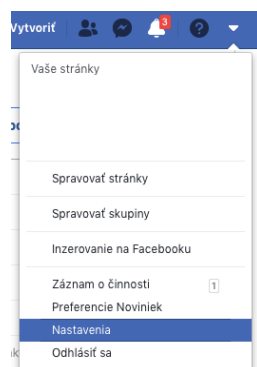 Vytvoriť
3
Vaše stránky
Spravovať stránky
Spravovať skupiny
Inzerovanie na Facebooku
Záznam o činnosti 1
Preferencie Noviniek
Nastavenia
Odhlásiť sa